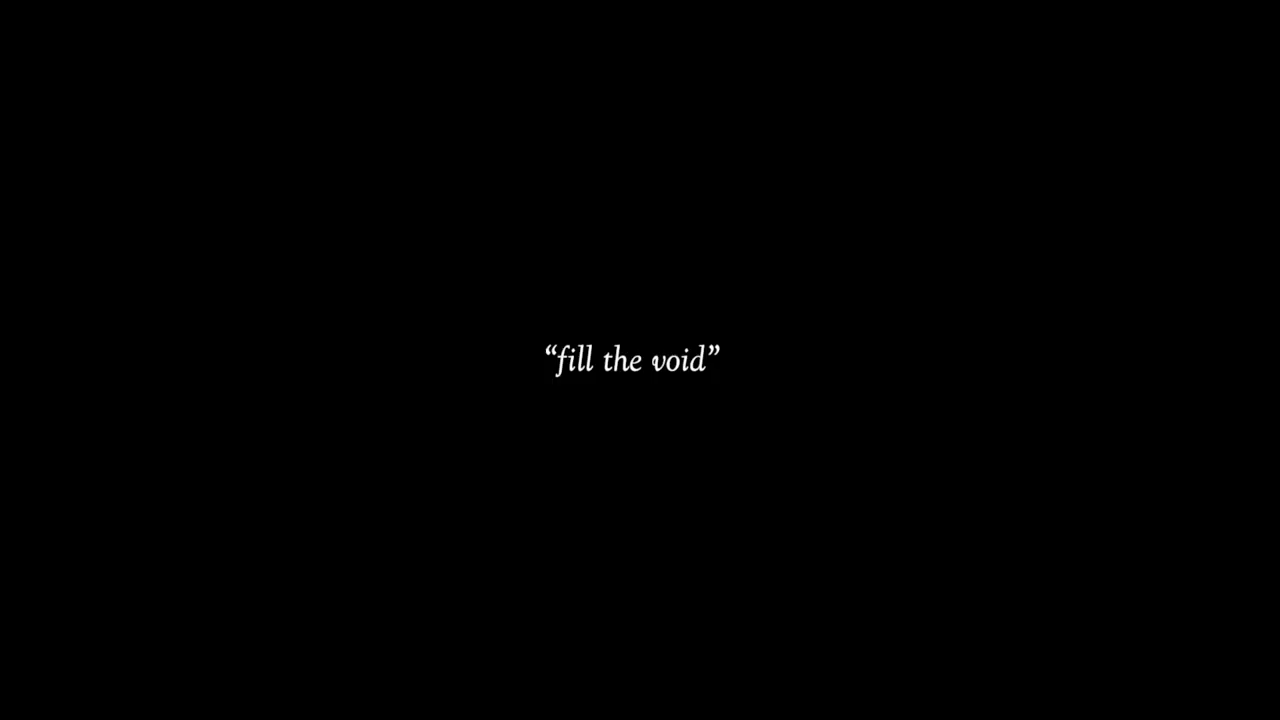 “fill the void”